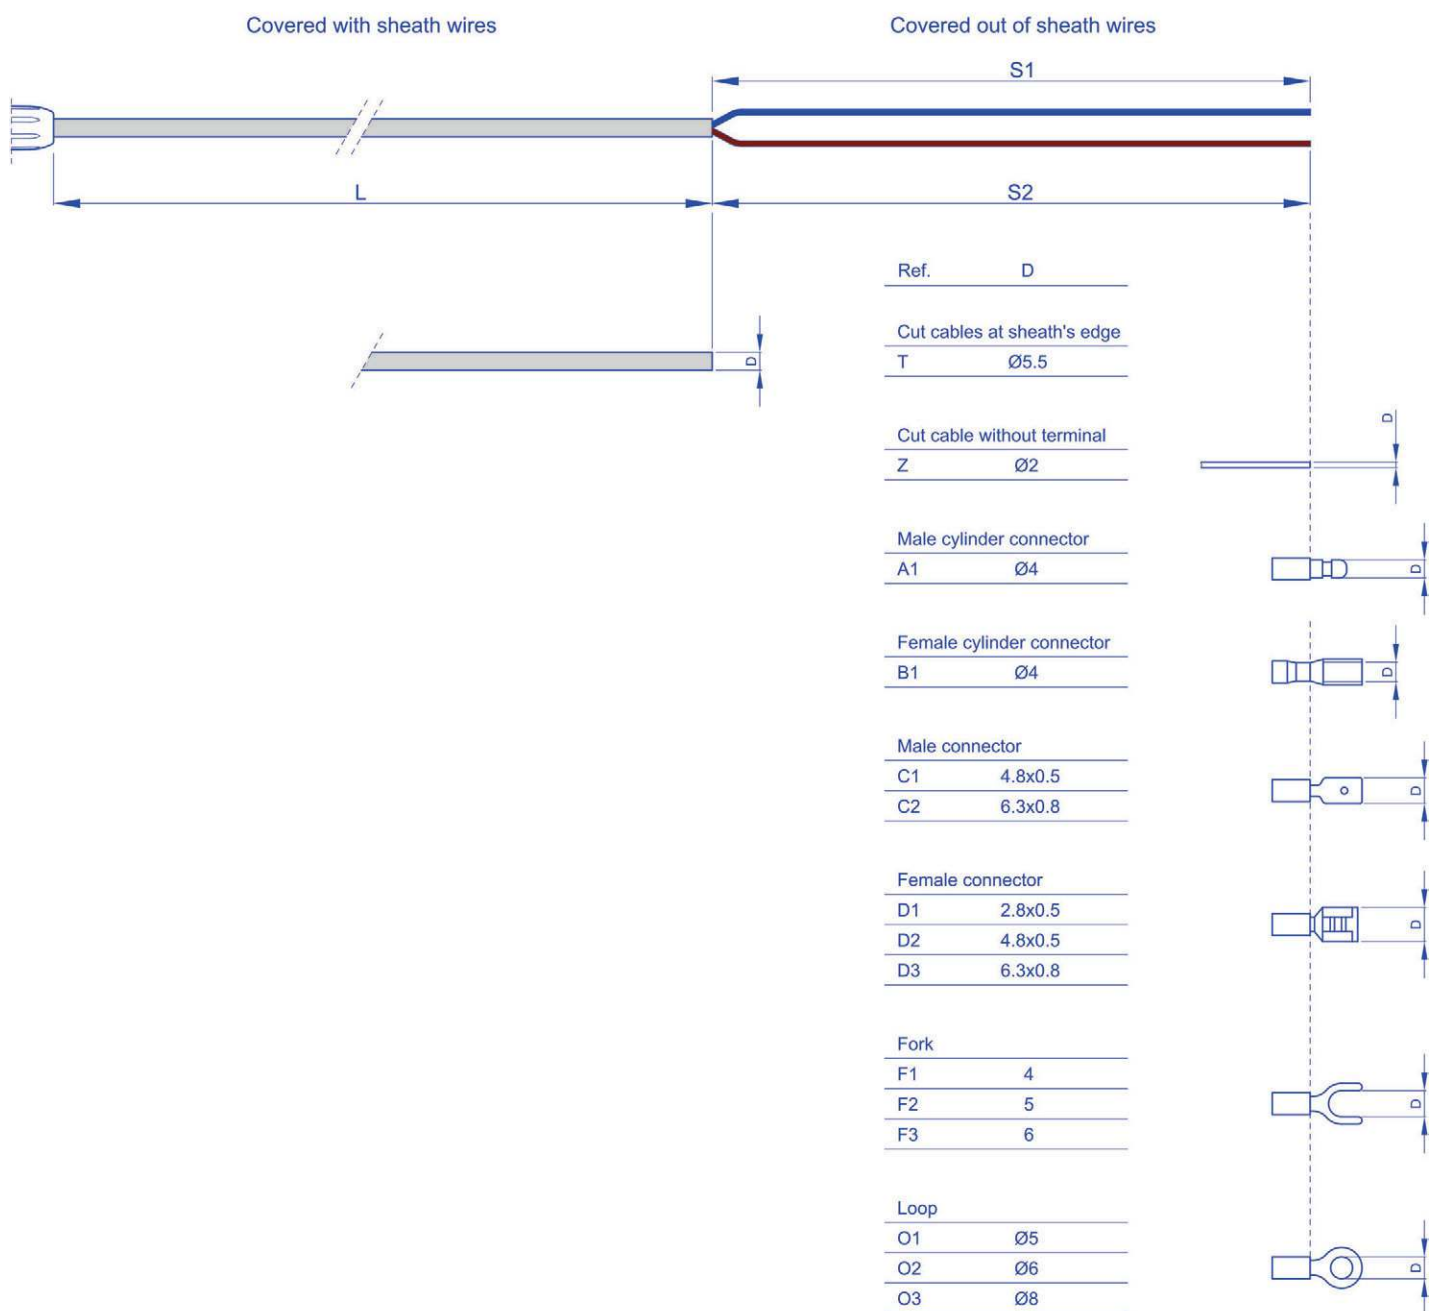 Covered with sheath wires
Covered out of sheath wires
S1
L
S2
Ref. D
Cut cables at sheath's edge
T Ø5.5
D
Cut cable without terminal
Z Ø2
D
Male cylinder connector
A1 Ø4
D
Female cylinder connector
B1 Ø4
D
Male connector
C1 4.8x0.5
C2 6.3x0.8
D
Female connector
D1 2.8x0.5
D2 4.8x0.5
D3 6.3x0.8
D
Fork
F1 4
F2 5
F3 6
D
Loop
O1 Ø5
O2 Ø6
O3 Ø8
D